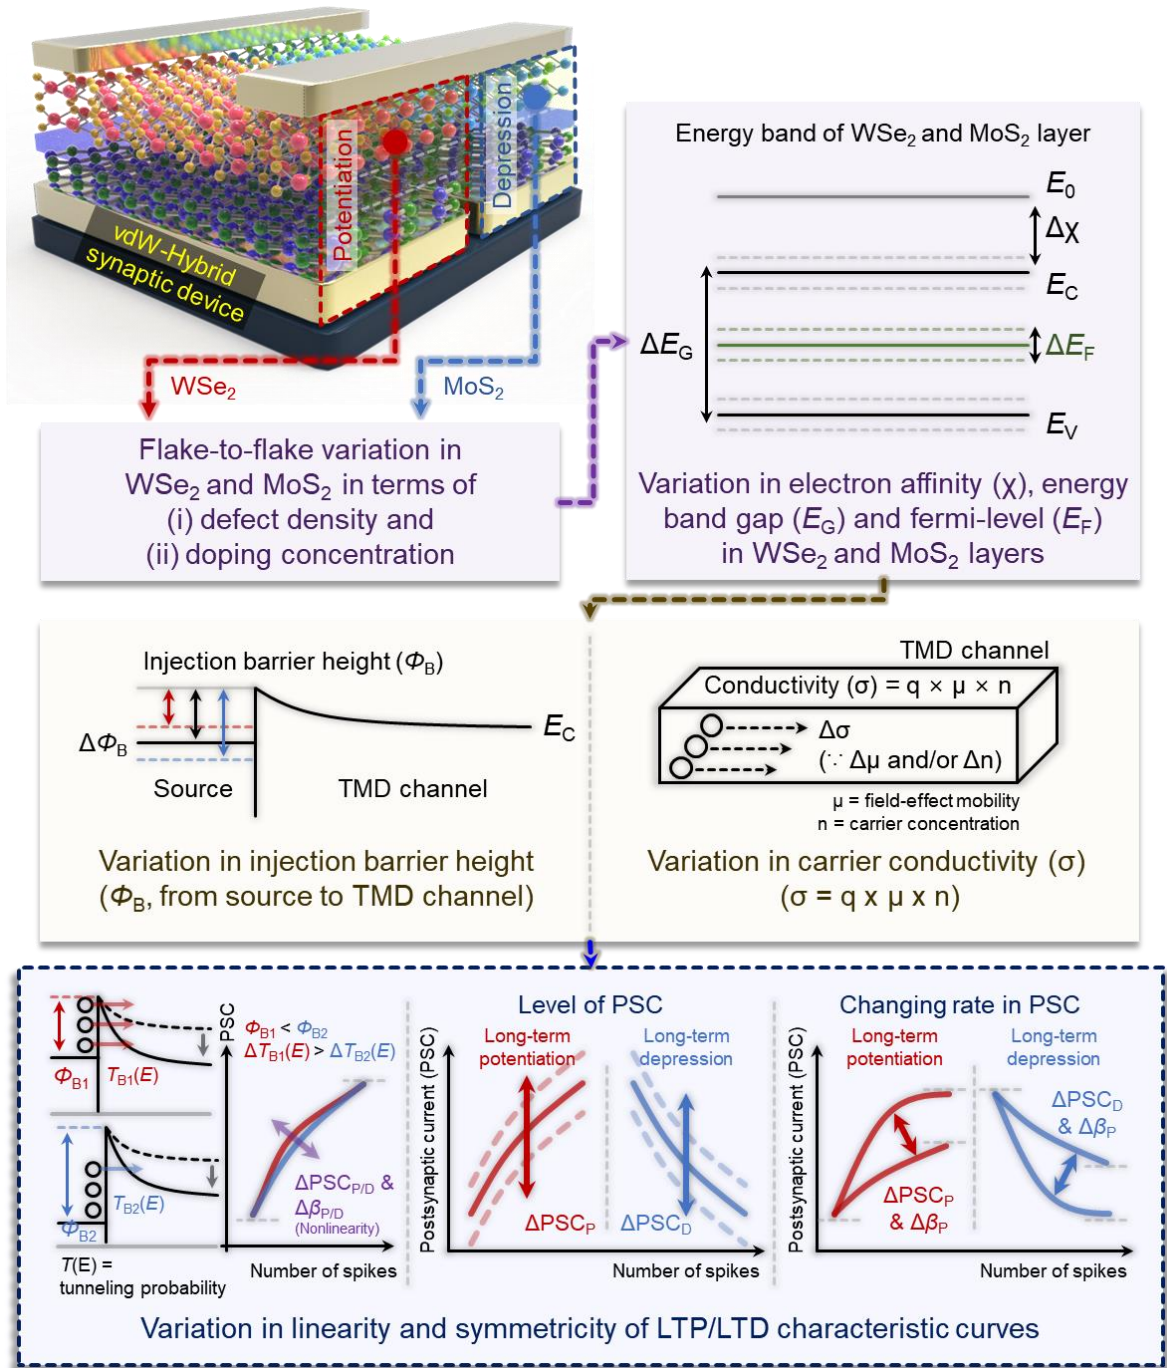 Potentiation
Depression
vdW-Hybrid
synaptic device
WSe2
MoS2
Energy band of WSe2 and MoS2 layer
E0
Δχ
EC
ΔEG
ΔEF
EV
Flake-to-flake variation in
WSe2 and MoS2 in terms of
(i) defect density and
(ii) doping concentration
Variation in electron affinity (χ), energy
band gap (EG) and fermi-level (EF)
in WSe2 and MoS2 layers
Injection barrier height (ΦB)
ΔΦB
EC
Source
TMD channel
Variation in injection barrier height
(ΦB, from source to TMD channel)
TMD channel
Conductivity (σ) = q × μ × n
Δσ
(∵ Δμ and/or Δn)
μ = field-effect mobility
n = carrier concentration
Variation in carrier conductivity (σ)
(σ = q x μ x n)
ΦB1
TB1(E)
ΦB2
TB2(E)
T(E) =
tunneling probability
PSC
ΦB1 < ΦB2
ΔTB1(E) > ΔTB2(E)
ΔPSCP/D &
ΔβP/D
(Nonlinearity)
Number of spikes
Level of PSC
Postsynaptic current (PSC)
Long-term
potentiation
Long-term
depression
ΔPSCP
ΔPSCD
Number of spikes
Changing rate in PSC
Postsynaptic current (PSC)
Long-term
potentiation
Long-term
depression
ΔPSCP
& ΔβP
ΔPSCD
& ΔβP
Number of spikes
Variation in linearity and symmetricity of LTP/LTD characteristic curves